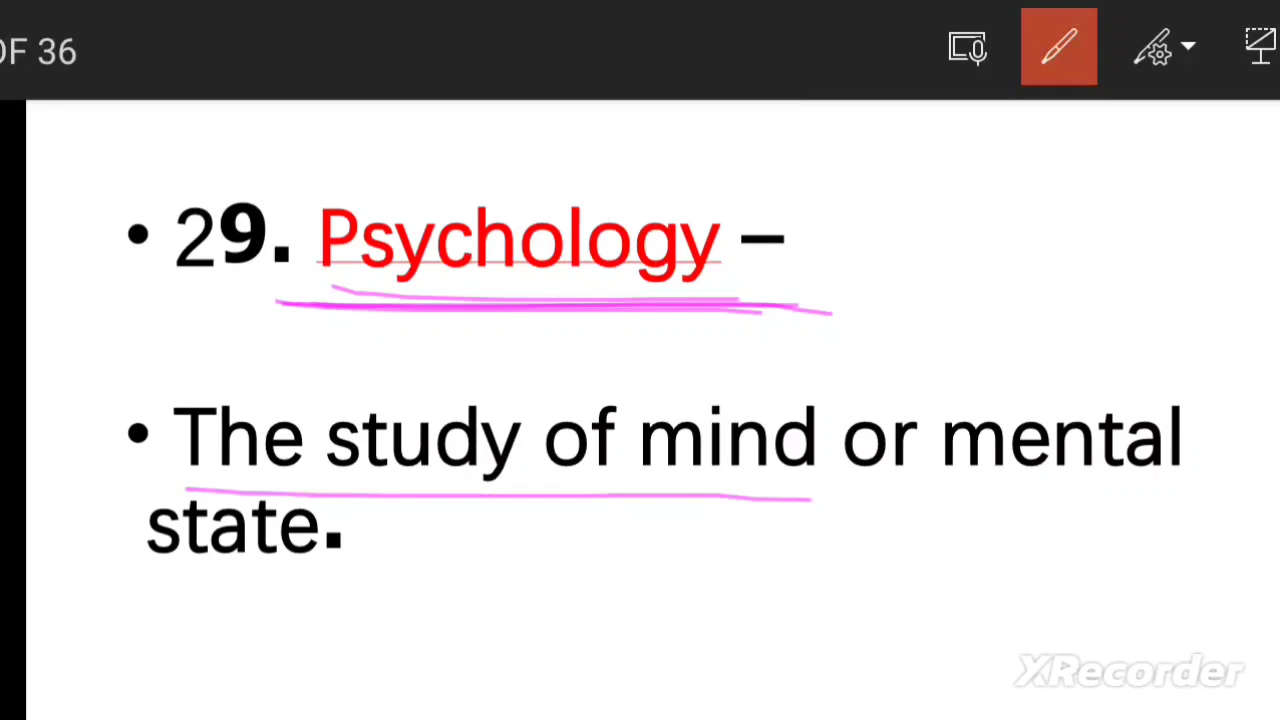 OF 36
• 29. Psychology –
• The study of mind or mental
state.
XRecorder